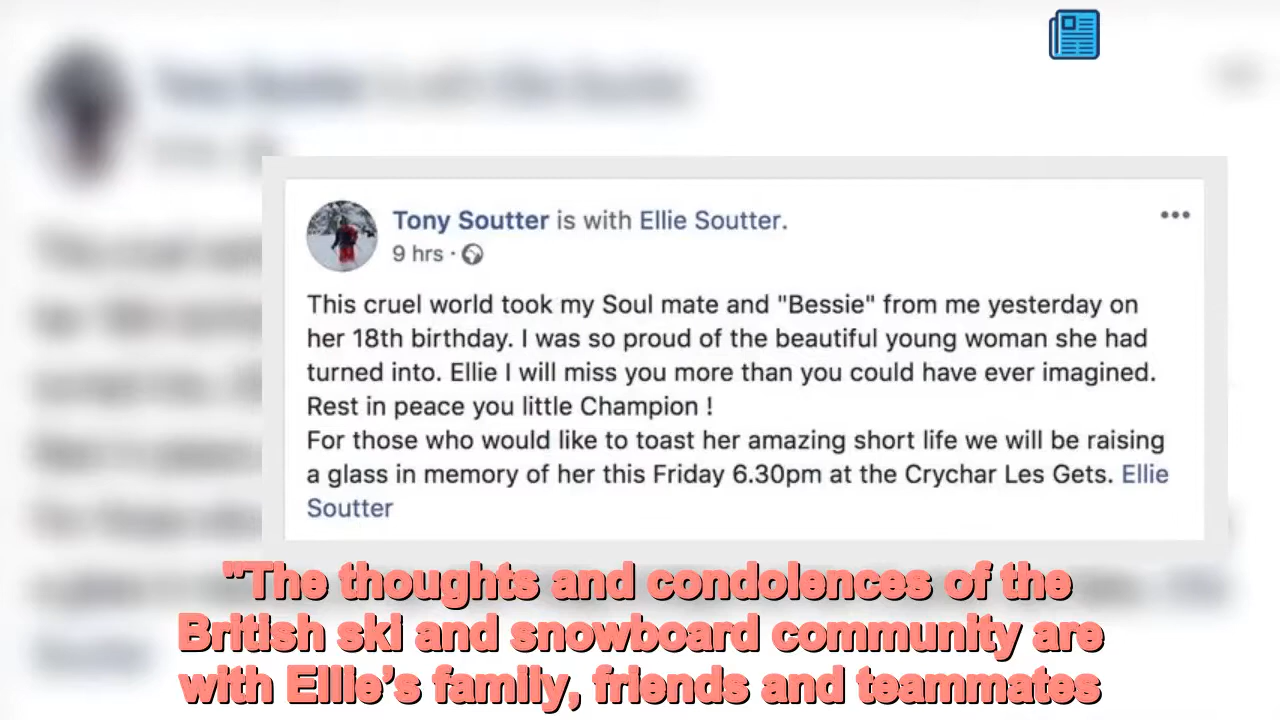 Tony Soutter is with Ellie Soutter.
9 hrs ·
This cruel world took my Soul mate and "Bessie" from me yesterday on
her 18th birthday. I was so proud of the beautiful young woman she had
turned into. Ellie I will miss you more than you could have ever imagined.
Rest in peace you little Champion !
For those who would like to toast her amazing short life we will be raising
a glass in memory of her this Friday 6.30pm at the Crychar Les Gets. Ellie
Soutter
"The thoughts and condolences of the
British ski and snowboard community are
with Ellie's family, friends and teammates